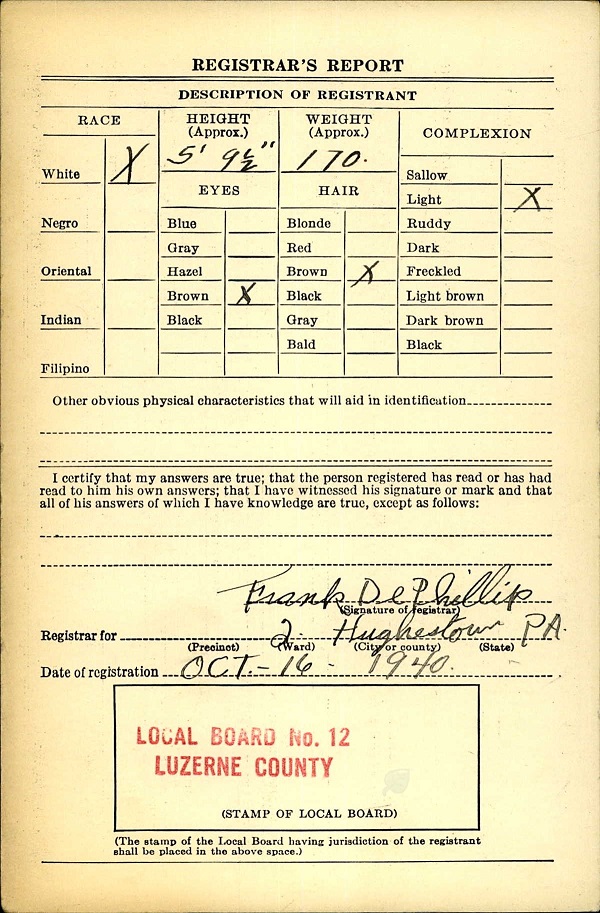 REGISTRAR'S REPORT
DESCRIPTION OF REGISTRANT
RACE
HEIGHT
(Approx.)
WEIGHT
(Approx.)
COMPLEXION
5' 9½"
170.
White X
EYES
HAIR
Sallow
Light X
Negro
Blue
Blonde
Ruddy
Gray
Red
Dark
Oriental
Hazel
Brown X
Freckled
Brown X
Black
Light brown
Indian
Black
Gray
Dark brown
Bald
Black
Filipino
Other obvious physical characteristics that will aid in identification
I certify that my answers are true; that the person registered has read or has had
read to him his own answers; that I have witnessed his signature or mark and that
all of his answers of which I have knowledge are true, except as follows:
Frank De Phillip
(Signature of registrar)
Registrar for 2. Hughestown PA.
(Precinct) (Ward) (City or county) (State)
Date of registration OCT. - 16 - 1940.
LOCAL BOARD No. 12
LUZERNE COUNTY
(STAMP OF LOCAL BOARD)
(The stamp of the Local Board having jurisdiction of the registrant
shall be placed in the above space.)